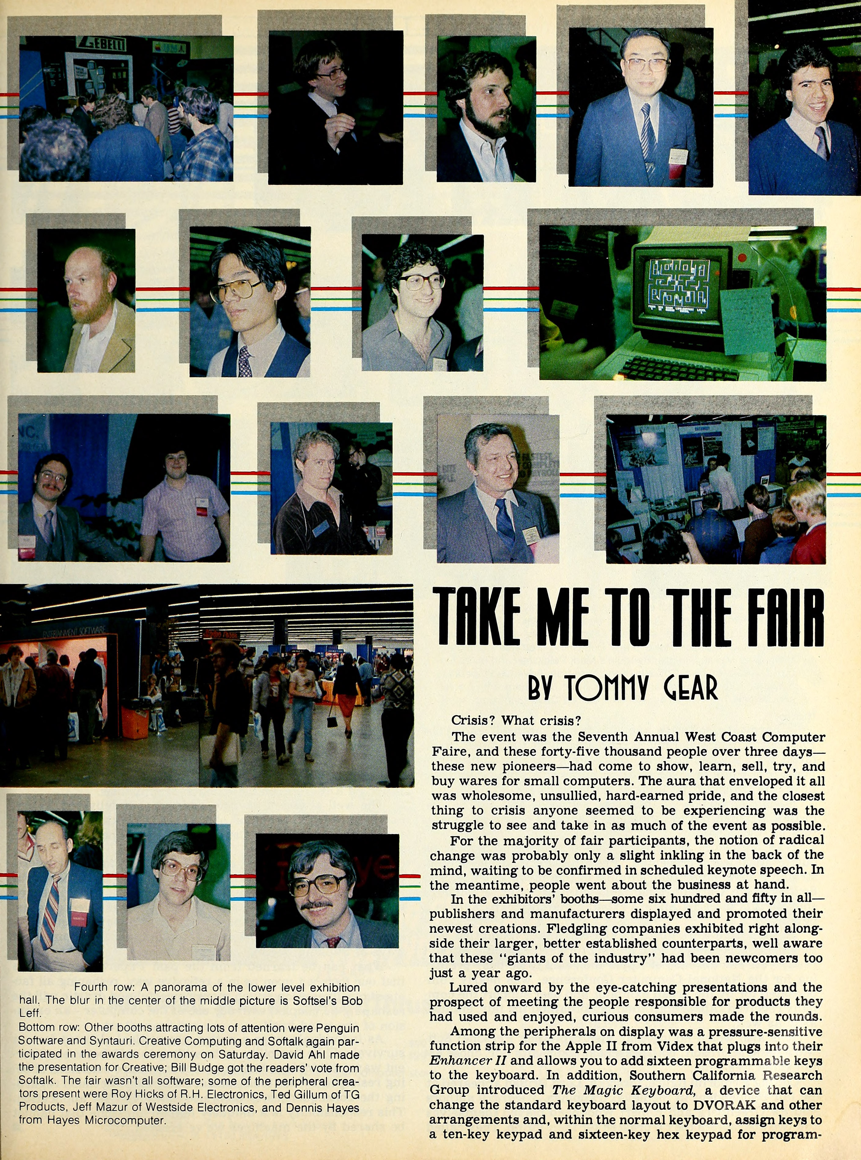 GEBELLI
TAKE ME TO THE FAIR
BY TOMMY GEAR
Crisis? What crisis?
The event was the Seventh Annual West Coast Computer
Faire, and these forty-five thousand people over three days—
these new pioneers—had come to show, learn, sell, try, and
buy wares for small computers. The aura that enveloped it all
was wholesome, unsullied, hard-earned pride, and the closest
thing to crisis anyone seemed to be experiencing was the
struggle to see and take in as much of the event as possible.
For the majority of fair participants, the notion of radical
change was probably only a slight inkling in the back of the
mind, waiting to be confirmed in scheduled keynote speech. In
the meantime, people went about the business at hand.
In the exhibitors' booths—some six hundred and fifty in all—
publishers and manufacturers displayed and promoted their
newest creations. Fledgling companies exhibited right along-
side their larger, better established counterparts, well aware
that these "giants of the industry" had been newcomers too
just a year ago.
Lured onward by the eye-catching presentations and the
prospect of meeting the people responsible for products they
had used and enjoyed, curious consumers made the rounds.
Among the peripherals on display was a pressure-sensitive
function strip for the Apple II from Videx that plugs into their
Enhancer II and allows you to add sixteen programmable keys
to the keyboard. In addition, Southern California Research
Group introduced The Magic Keyboard, a device that can
change the standard keyboard layout to DVORAK and other
arrangements and, within the normal keyboard, assign keys to
a ten-key keypad and sixteen-key hex keypad for program-
Fourth row: A panorama of the lower level exhibition
hall. The blur in the center of the middle picture is Softsel's Bob
Leff.
Bottom row: Other booths attracting lots of attention were Penguin
Software and Syntauri. Creative Computing and Softalk again par-
ticipated in the awards ceremony on Saturday. David Ahl made
the presentation for Creative; Bill Budge got the readers' vote from
Softalk. The fair wasn't all software; some of the peripheral crea-
tors present were Roy Hicks of R.H. Electronics, Ted Gillum of TG
Products, Jeff Mazur of Westside Electronics, and Dennis Hayes
from Hayes Microcomputer.